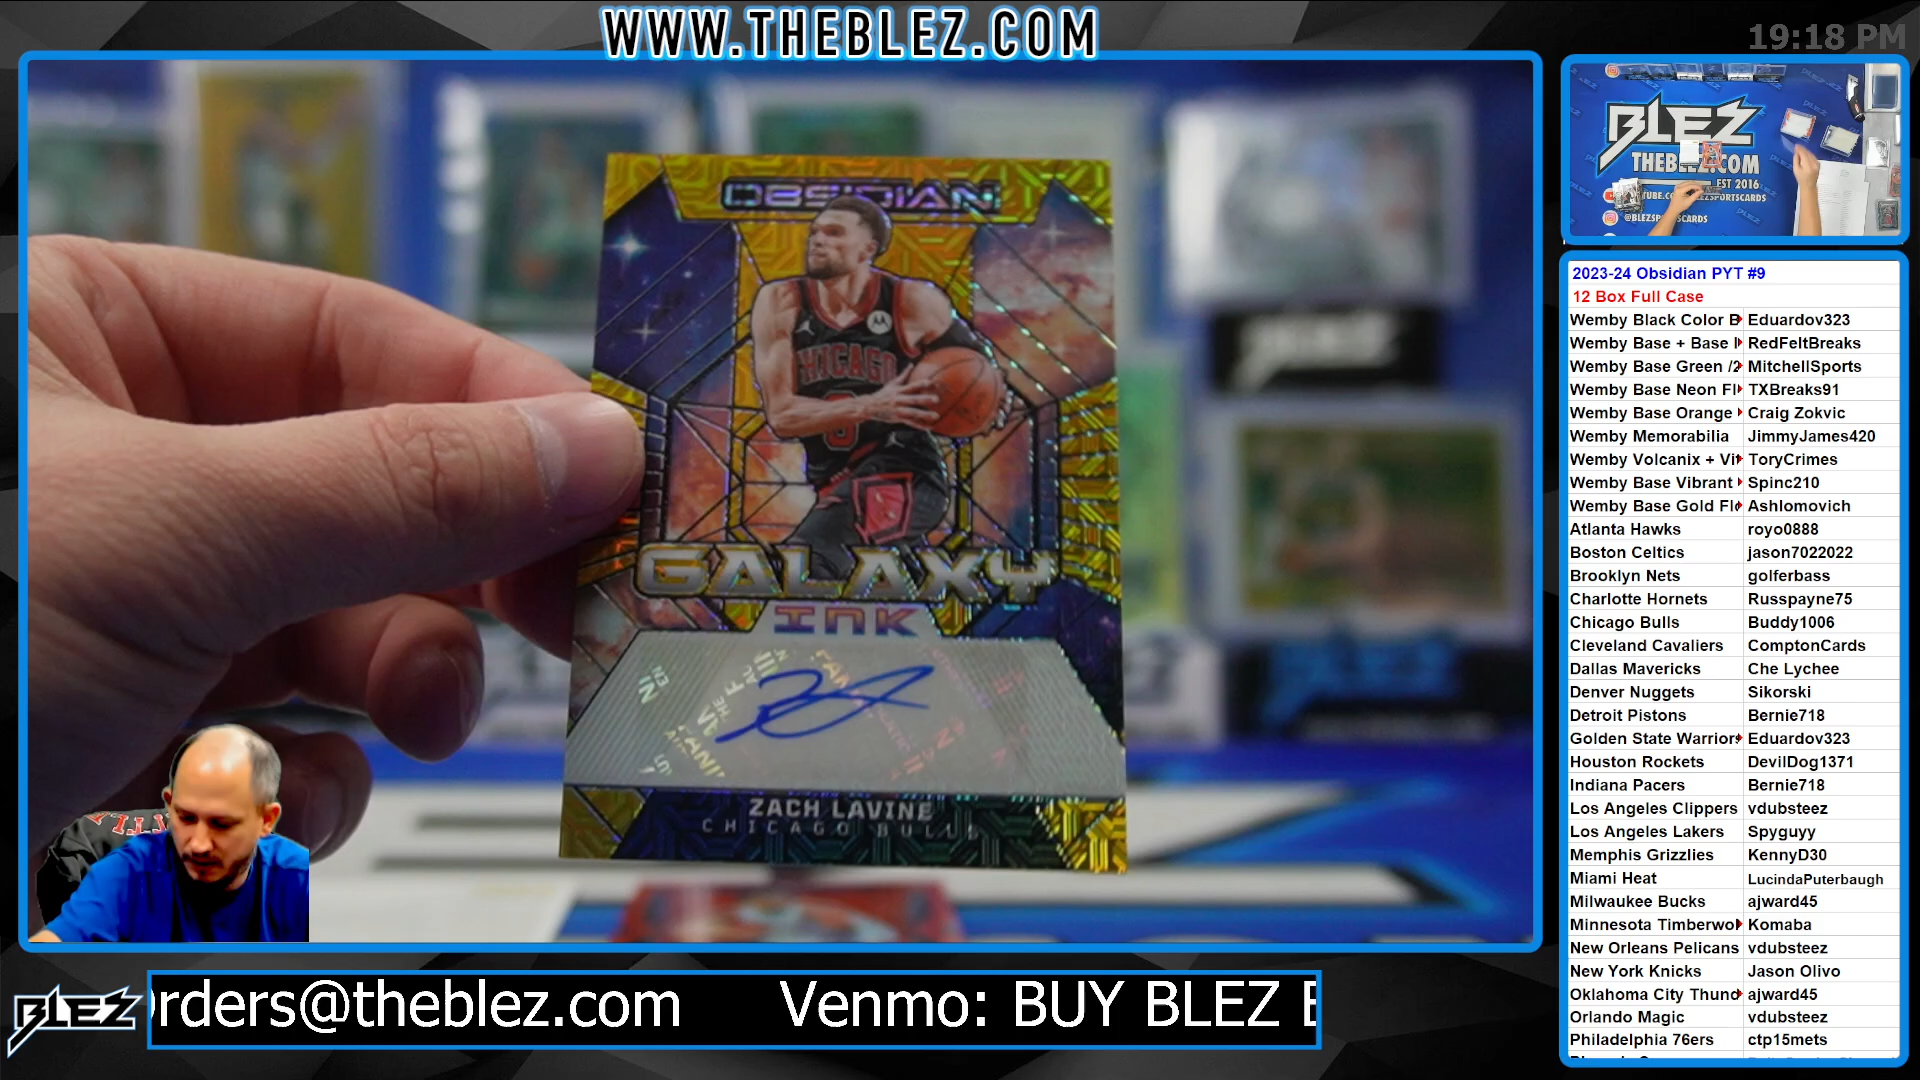 WWW.THEBLEZ.COM
19:18 PM
OBSIDIAN
CHICAGO
GALAXY
INK
ZACH LAVINE
CHICAGO BULLS
BLEZ
THEBLEZ.COM
EST 2016
@BLEZSPORTSCARDS
2023-24 Obsidian PYT #9
12 Box Full Case
Wemby Black Color B Eduardov323
Wemby Base + Base I RedFeltBreaks
Wemby Base Green /2 MitchellSports
Wemby Base Neon Fl TXBreaks91
Wemby Base Orange Craig Zokvic
Wemby Memorabilia JimmyJames420
Wemby Volcanix + Vi ToryCrimes
Wemby Base Vibrant Spinc210
Wemby Base Gold Flo Ashlomovich
Atlanta Hawks royo0888
Boston Celtics jason7022022
Brooklyn Nets golferbass
Charlotte Hornets Russpayne75
Chicago Bulls Buddy1006
Cleveland Cavaliers ComptonCards
Dallas Mavericks Che Lychee
Denver Nuggets Sikorski
Detroit Pistons Bernie718
Golden State Warriors Eduardov323
Houston Rockets DevilDog1371
Indiana Pacers Bernie718
Los Angeles Clippers vdubsteez
Los Angeles Lakers Spyguyy
Memphis Grizzlies KennyD30
Miami Heat LucindaPuterbaugh
Milwaukee Bucks ajward45
Minnesota Timberwol Komaba
New Orleans Pelicans vdubsteez
New York Knicks Jason Olivo
Oklahoma City Thund ajward45
Orlando Magic vdubsteez
Philadelphia 76ers ctp15mets
BLEZ
rders@theblez.com Venmo: BUY BLEZ